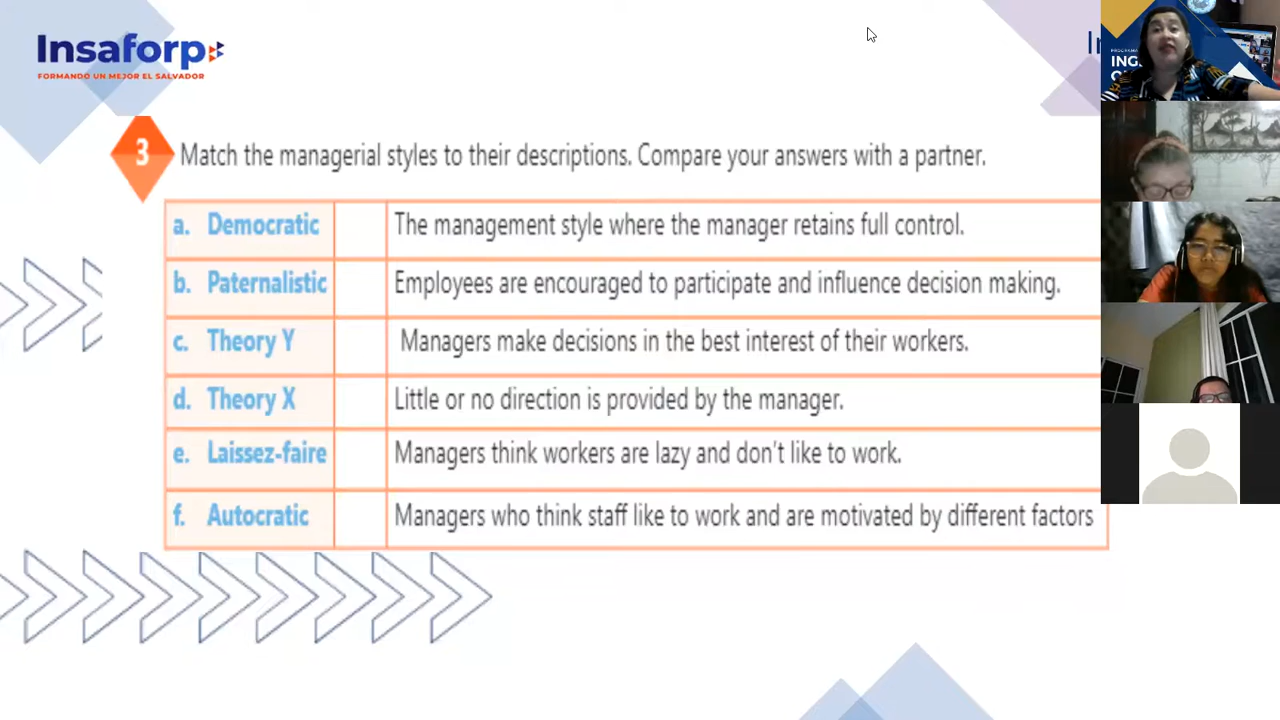 Insaforp
FORMANDO UN MEJOR EL SALVADOR
3 Match the managerial styles to their descriptions. Compare your answers with a partner.
a. Democratic The management style where the manager retains full control.
b. Paternalistic Employees are encouraged to participate and influence decision making.
c. Theory Y Managers make decisions in the best interest of their workers.
d. Theory X Little or no direction is provided by the manager.
e. Laissez-faire Managers think workers are lazy and don't like to work.
f. Autocratic Managers who think staff like to work and are motivated by different factors